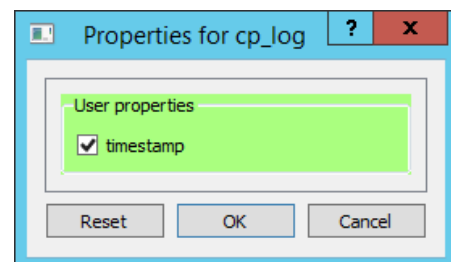 Properties for cp_log ? x
User properties
timestamp
Reset OK Cancel